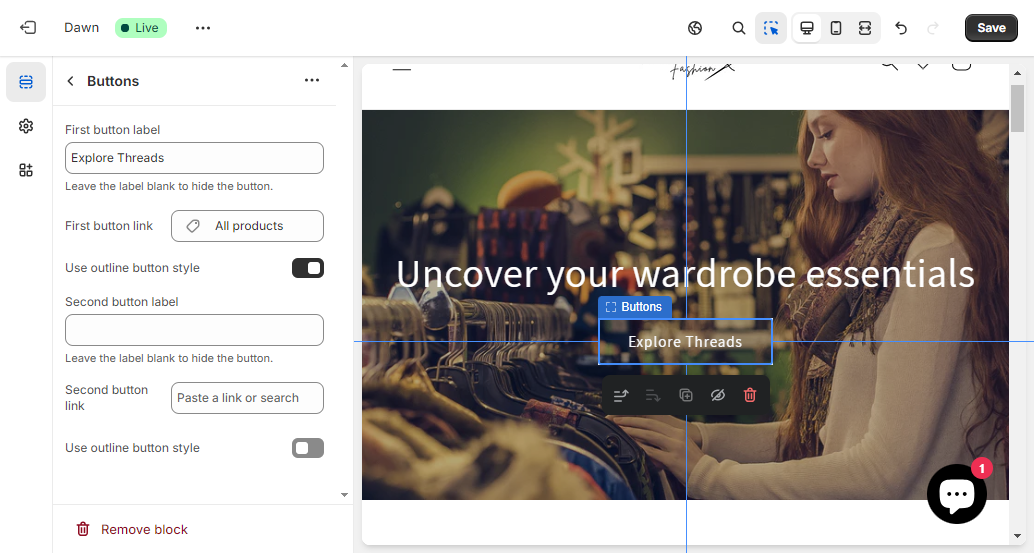 Dawn
Live
Save
Buttons
First button label
Explore Threads
Leave the label blank to hide the button.
First button link
All products
Use outline button style
Second button label
Leave the label blank to hide the button.
Second button
link
Paste a link or search
Use outline button style
Remove block
Fashion
Uncover your wardrobe essentials
Buttons
Explore Threads
1